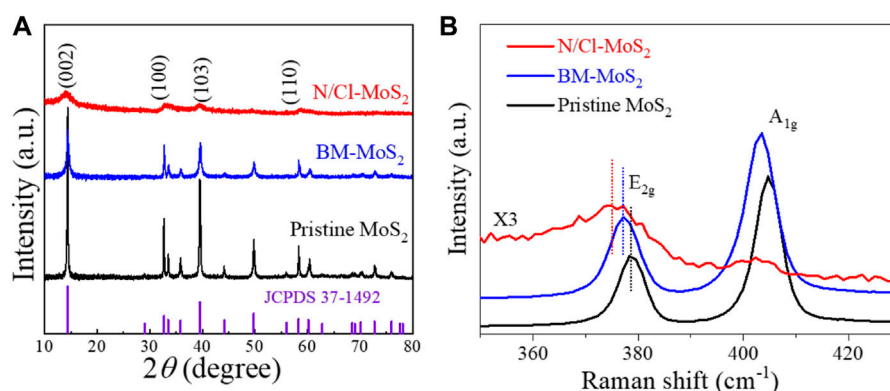 A
(002)
(100)
(103)
(110)
N/Cl-MoS₂
BM-MoS₂
Pristine MoS₂
JCPDS 37-1492
Intensity (a.u.)
10 20 30 40 50 60 70 80
2θ (degree)
B
N/Cl-MoS₂
BM-MoS₂
Pristine MoS₂
A₁g
E₂g
X3
Intensity (a.u.)
360 380 400 420
Raman shift (cm⁻¹)